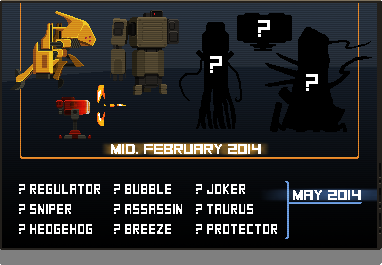 ?
?
?
MID. FEBRUARY 2014
? REGULATOR ? BUBBLE ? JOKER
MAY 2014
? SNIPER ? ASSASSIN ? TAURUS
? HEDGEHOG ? BREEZE ? PROTECTOR